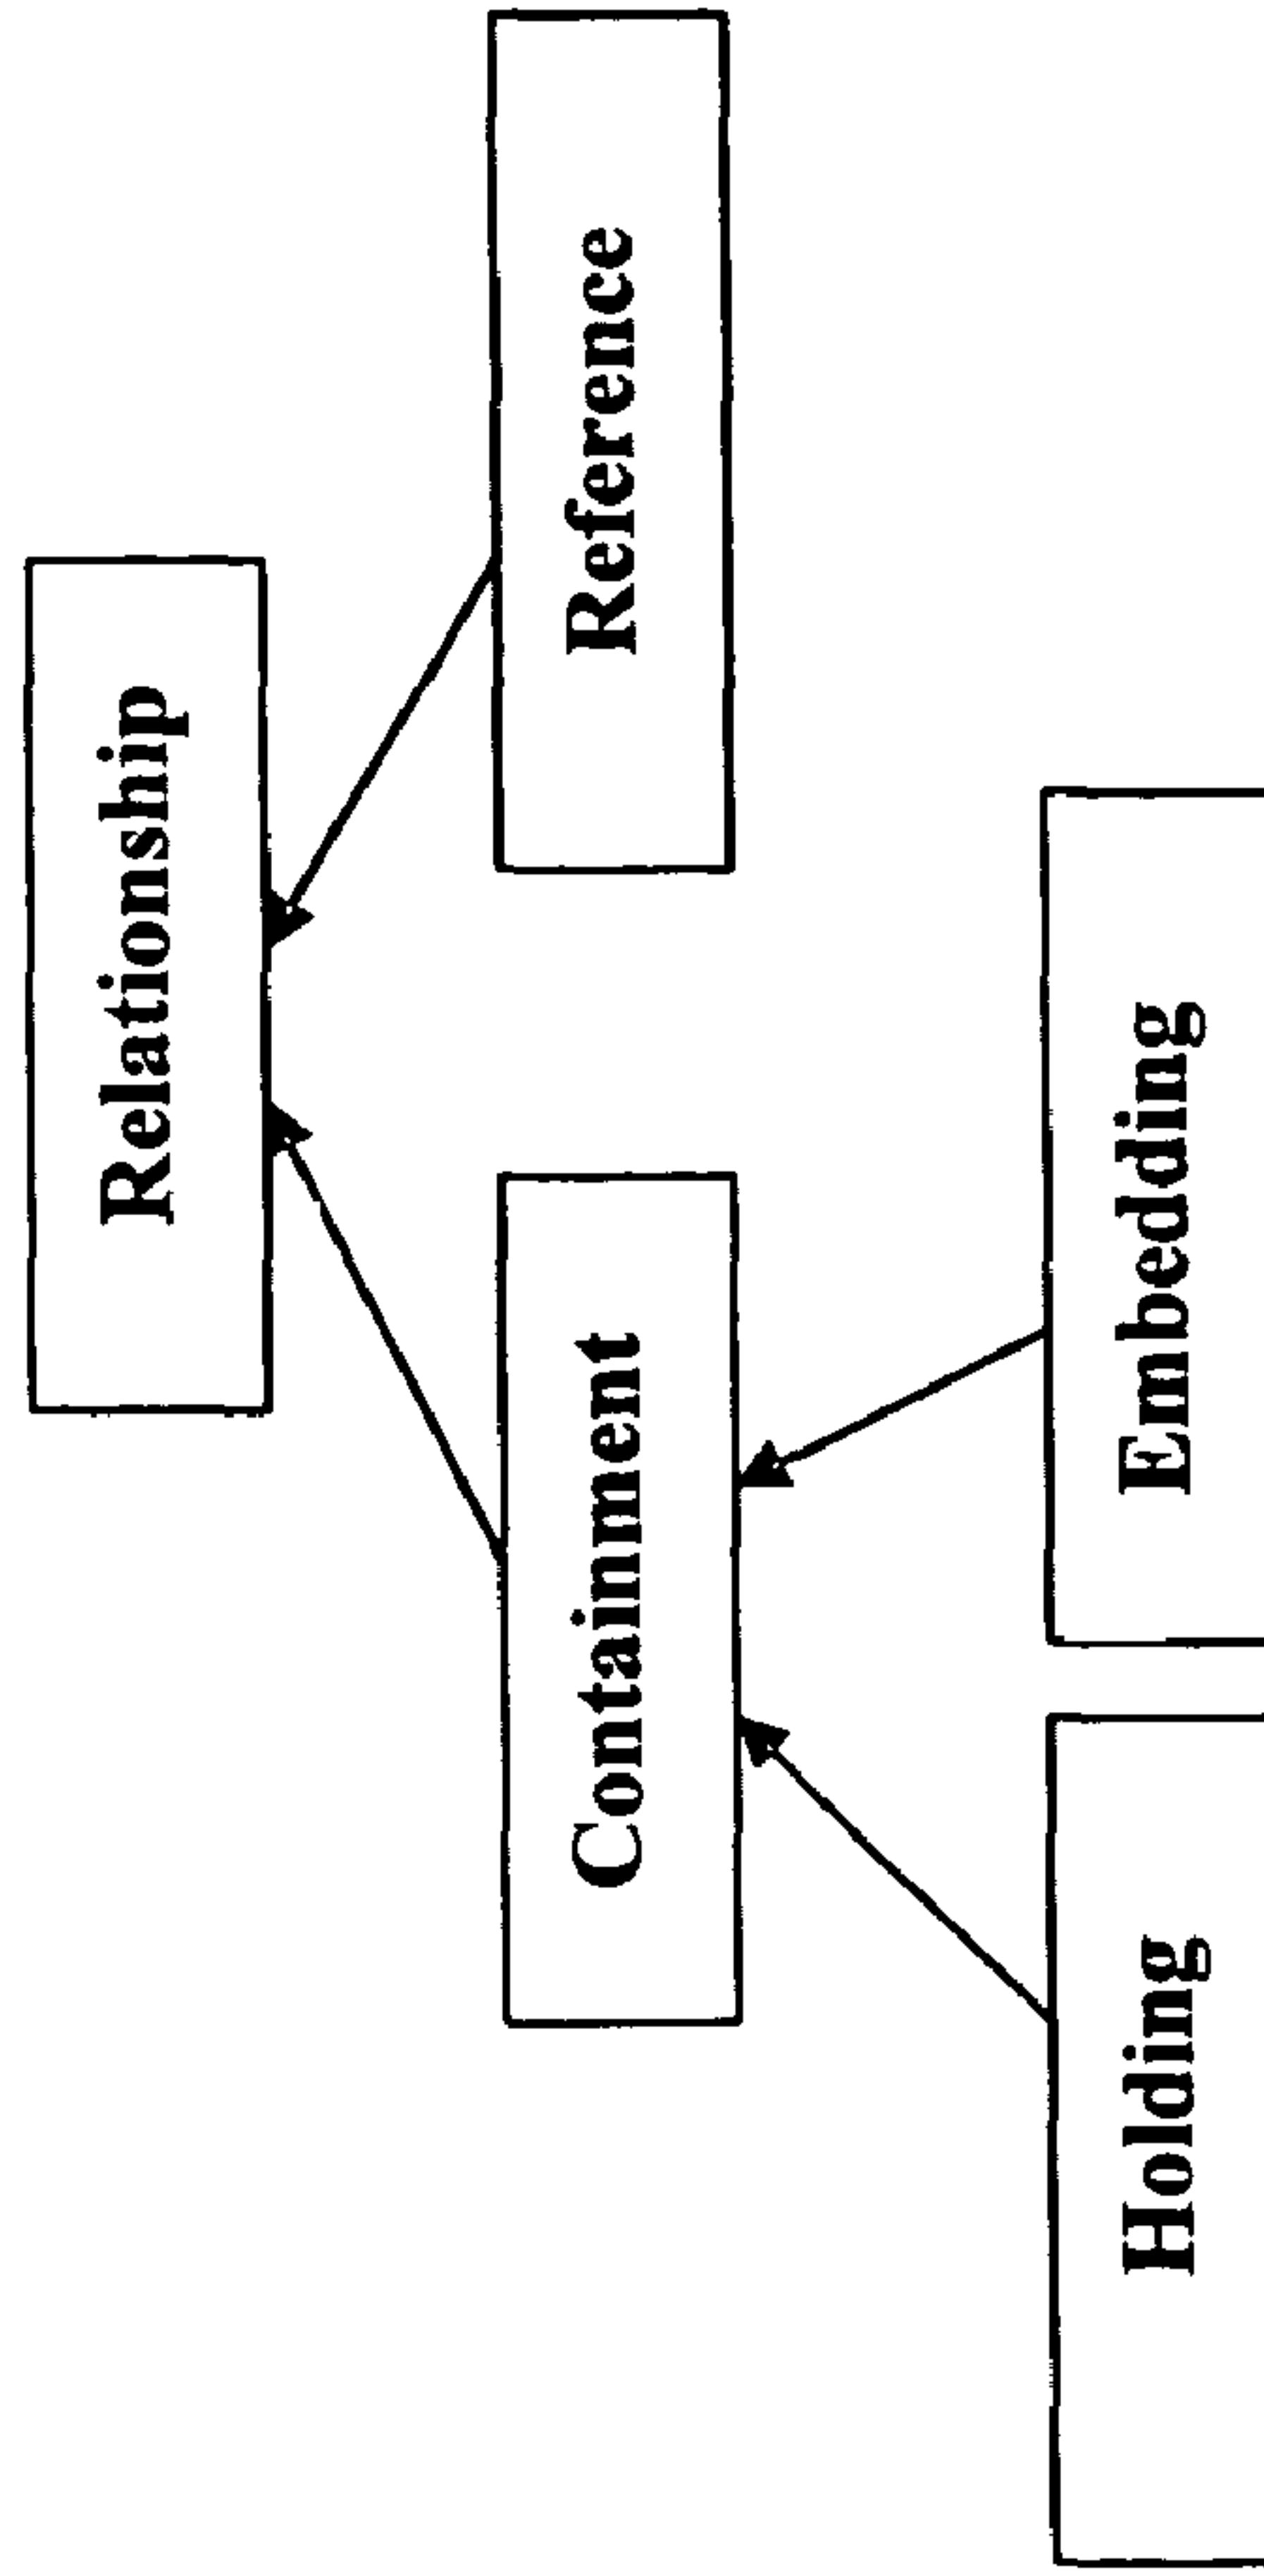 Relationship
Containment
Reference
Holding
Embedding